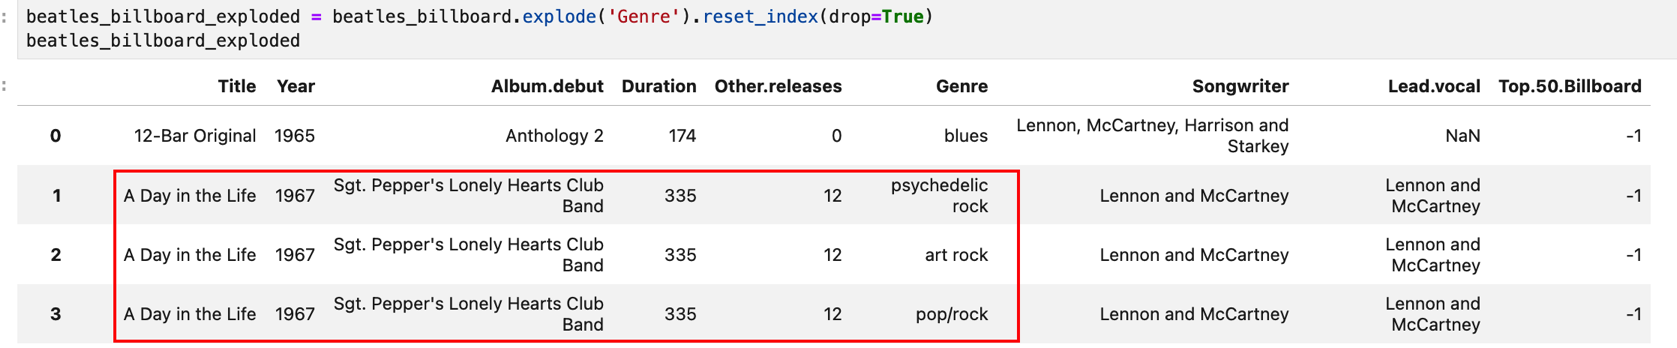 beatles_billboard_exploded = beatles_billboard.explode('Genre').reset_index(drop=True)
beatles_billboard_exploded
: Title Year Album.debut Duration Other.releases Genre Songwriter Lead.vocal Top.50.Billboard
0 12-Bar Original 1965 Anthology 2 174 0 blues Lennon, McCartney, Harrison and Starkey NaN -1
1 A Day in the Life 1967 Sgt. Pepper's Lonely Hearts Club Band 335 12 psychedelic rock Lennon and McCartney Lennon and McCartney -1
2 A Day in the Life 1967 Sgt. Pepper's Lonely Hearts Club Band 335 12 art rock Lennon and McCartney Lennon and McCartney -1
3 A Day in the Life 1967 Sgt. Pepper's Lonely Hearts Club Band 335 12 pop/rock Lennon and McCartney Lennon and McCartney -1